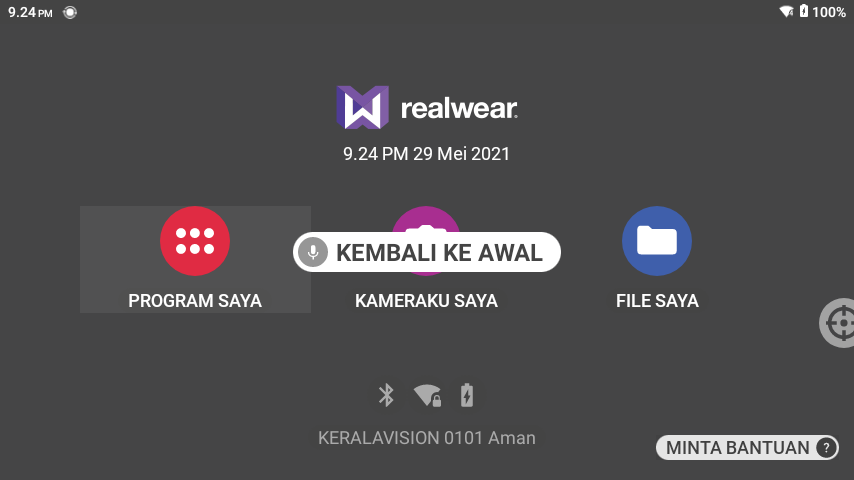 9.24 PM
100%
realwear
9.24 PM 29 Mei 2021
KEMBALI KE AWAL
PROGRAM SAYA
KAMERAKU SAYA
FILE SAYA
KERALAVISION 0101 Aman
MINTA BANTUAN ?